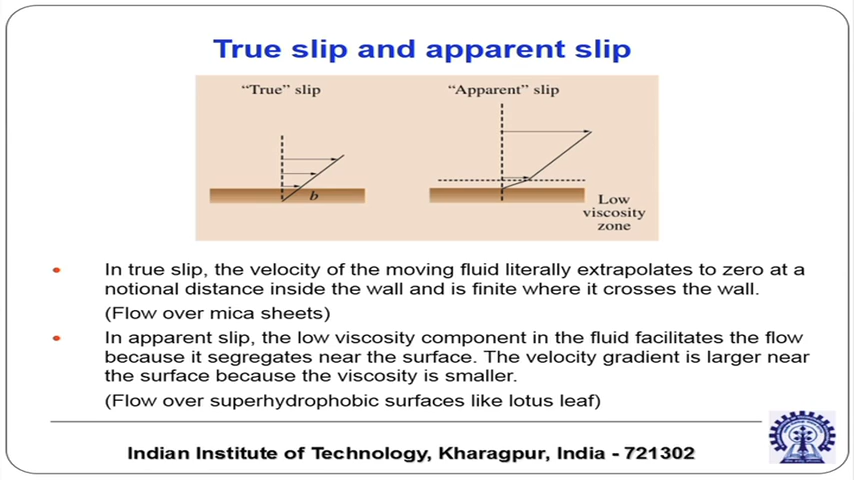 True slip and apparent slip
"True" slip
"Apparent" slip
b
Low
viscosity
zone
In true slip, the velocity of the moving fluid literally extrapolates to zero at a
notional distance inside the wall and is finite where it crosses the wall.
(Flow over mica sheets)
In apparent slip, the low viscosity component in the fluid facilitates the flow
because it segregates near the surface. The velocity gradient is larger near
the surface because the viscosity is smaller.
(Flow over superhydrophobic surfaces like lotus leaf)
Indian Institute of Technology, Kharagpur, India - 721302